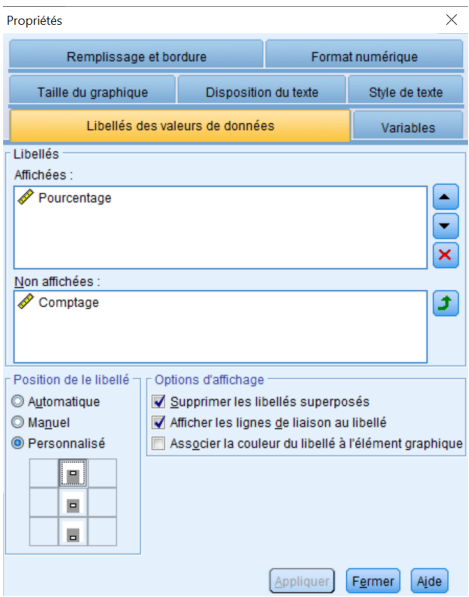 Propriétés
Remplissage et bordure
Format numérique
Taille du graphique
Disposition du texte
Style de texte
Libellés des valeurs de données
Variables
Libellés
Affichées :
Pourcentage
Non affichées :
Comptage
Position de le libellé
Automatique
Manuel
Personnalisé
Options d'affichage
Supprimer les libellés superposés
Afficher les lignes de liaison au libellé
Associer la couleur du libellé à l'élément graphique
Appliquer
Fermer
Aide